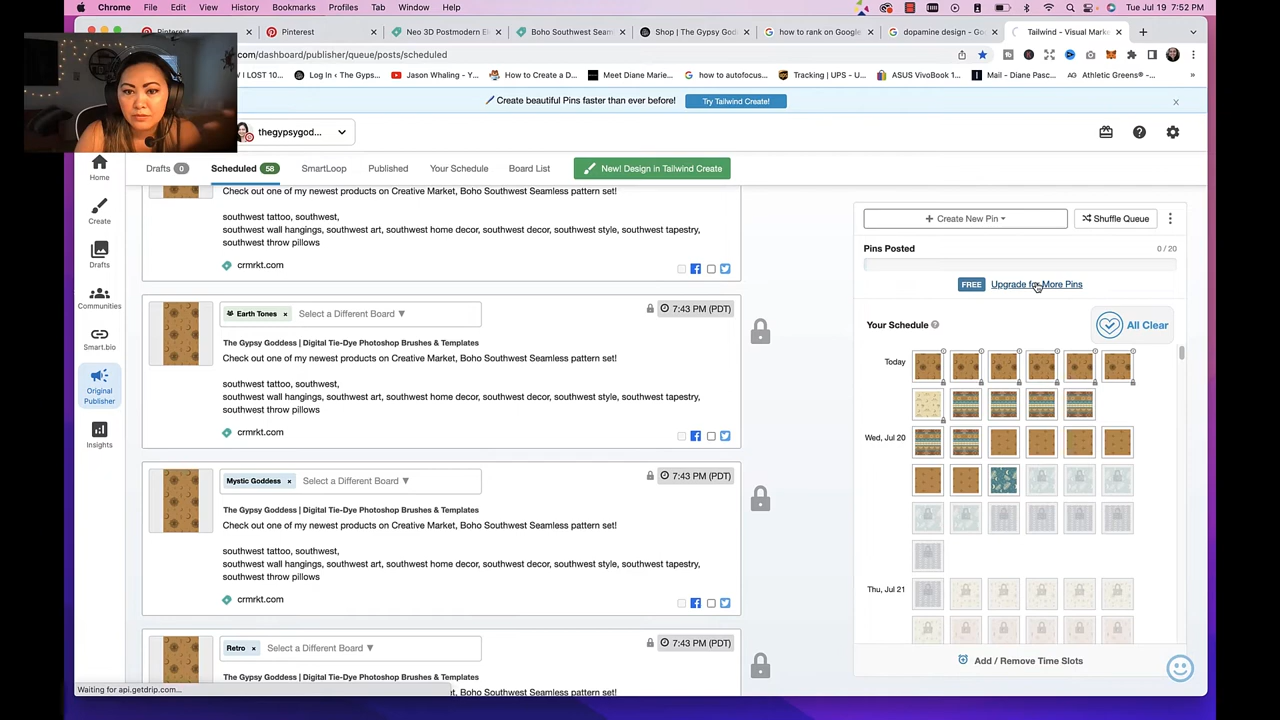 Chrome File Edit View History Bookmarks Profiles Tab Window Help Tue Jul 19 7:52 PM
Pinterest Pinterest Neo 3D Postmodern El Boho Southwest Seam Shop | The Gypsy Go how to rank on Google dopamine design - Go Tailwind - Visual Marke
com/dashboard/publisher/queue/posts/scheduled
I LOST 10... Log In ‹ The Gyps... Jason Whaling - Y... How to Create a D... Meet Diane Marie... how to autofocus... Tracking | UPS - U... ASUS VivoBook 1... Mail - Diane Pasc... Athletic Greens®-...
Create beautiful Pins faster than ever before! Try Tailwind Create!
thegypsygod...
Drafts 0 Scheduled 58 SmartLoop Published Your Schedule Board List New! Design in Tailwind Create
Home
Create
Drafts
Communities
Smart.bio
Original
Publisher
Insights
Check out one of my newest products on Creative Market, Boho Southwest Seamless pattern set!
southwest tattoo, southwest,
southwest wall hangings, southwest art, southwest home decor, southwest decor, southwest style, southwest tapestry,
southwest throw pillows
crmrkt.com
Earth Tones × Select a Different Board ▼ 7:43 PM (PDT)
The Gypsy Goddess | Digital Tie-Dye Photoshop Brushes & Templates
Check out one of my newest products on Creative Market, Boho Southwest Seamless pattern set!
southwest tattoo, southwest,
southwest wall hangings, southwest art, southwest home decor, southwest decor, southwest style, southwest tapestry,
southwest throw pillows
crmrkt.com
Mystic Goddess × Select a Different Board ▼ 7:43 PM (PDT)
The Gypsy Goddess | Digital Tie-Dye Photoshop Brushes & Templates
Check out one of my newest products on Creative Market, Boho Southwest Seamless pattern set!
southwest tattoo, southwest,
southwest wall hangings, southwest art, southwest home decor, southwest decor, southwest style, southwest tapestry,
southwest throw pillows
crmrkt.com
Retro × Select a Different Board ▼ 7:43 PM (PDT)
The Gypsy Goddess | Digital Tie-Dye Photoshop Brushes & Templates
, Boho Southwest Seamless pattern set!
Waiting for api.getdrip.com...
+ Create New Pin Shuffle Queue
Pins Posted 0 / 20
FREE Upgrade for More Pins
Your Schedule All Clear
Today
Wed, Jul 20
Thu, Jul 21
Add / Remove Time Slots